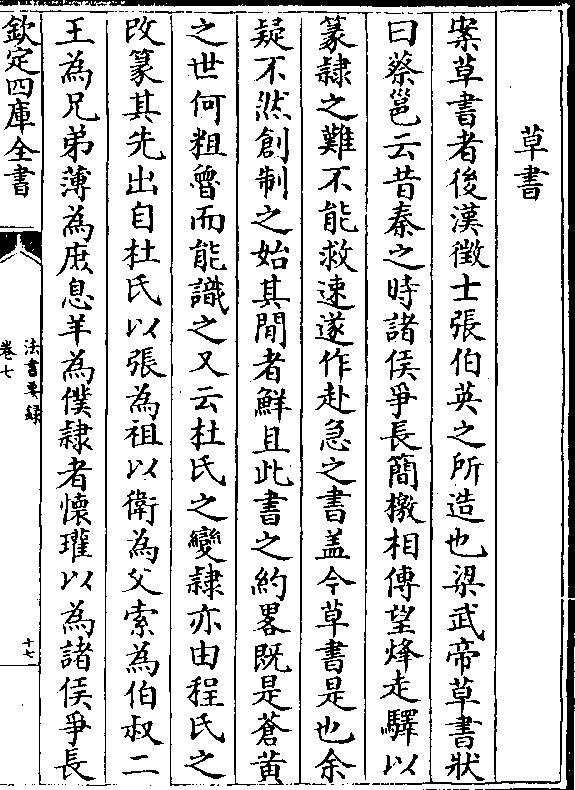 草書
案草書者後漢徴士張伯英之所造也梁武帝草書狀
曰蔡邕云昔秦之時諸侯爭長簡檄相傳望烽走驛以
篆隸之難不能救速遂作赴急之書盖今草書是也余
疑不然創制之始其閒者鮮且此書之約畧既是蒼黄
之世何粗魯而能識之又云杜氏之變隸亦由程氏之
改篆其先出自杜氏以張為祖以衛為父索為伯叔二
王為兄弟薄為庶息羊為僕隸者懷瓘以為諸侯爭長
欽定四庫全書
法書要録
卷七
十七